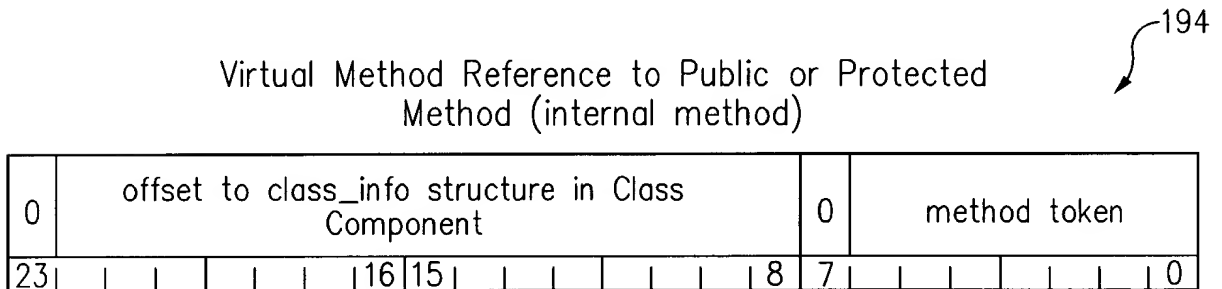 194
Virtual Method Reference to Public or Protected
Method (internal method)
0 offset to class_info structure in Class 0 method token
Component
23 16 15 8 7 0